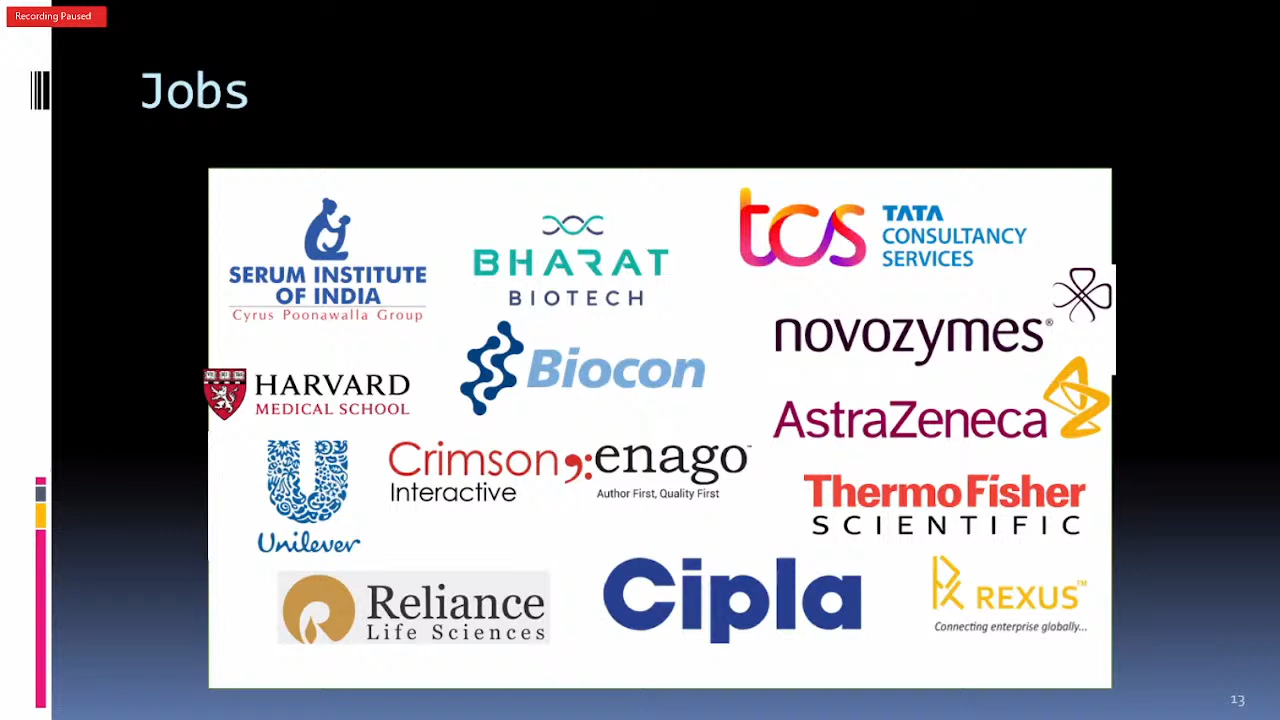 Recording Paused
Jobs
SERUM INSTITUTE
OF INDIA
Cyrus Poonawalla Group
BHARAT
BIOTECH
tcs TATA
CONSULTANCY
SERVICES
novozymes®
Biocon
HARVARD
MEDICAL SCHOOL
AstraZeneca
Unilever
Crimson
Interactive
enago™
Author First, Quality First
ThermoFisher
SCIENTIFIC
Reliance
Life Sciences
Cipla
REXUS™
Connecting enterprise globally...
13